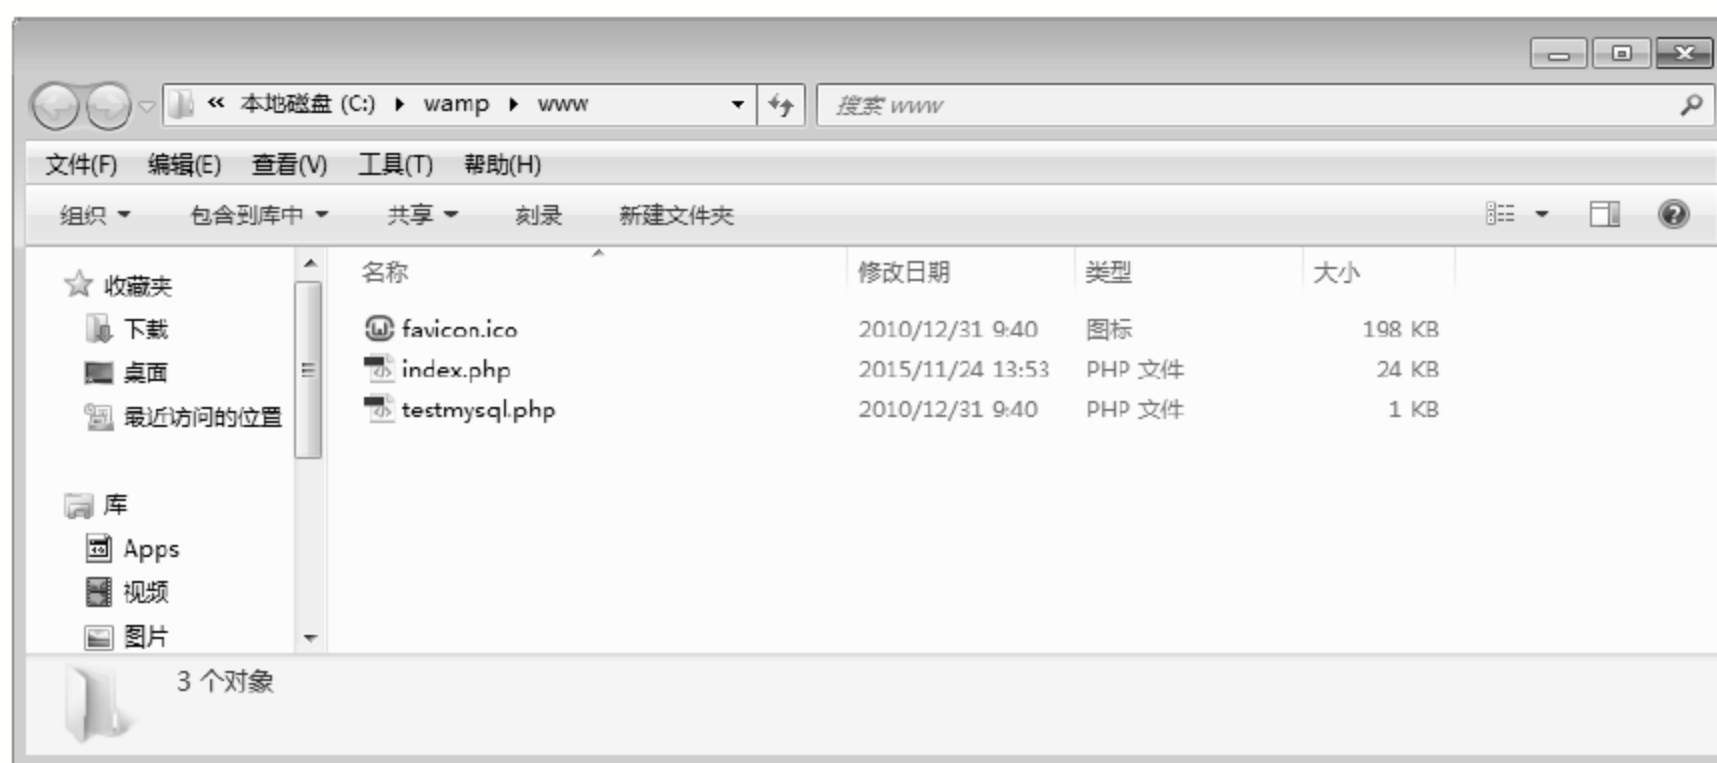 « 本地磁盘 (C:) ▸ wamp ▸ www 搜索 www
文件(F) 编辑(E) 查看(V) 工具(T) 帮助(H)
组织 包含到库中 共享 刻录 新建文件夹
收藏夹
下载
桌面
最近访问的位置
库
Apps
视频
图片
名称 修改日期 类型 大小
favicon.ico 2010/12/31 9:40 图标 198 KB
index.php 2015/11/24 13:53 PHP 文件 24 KB
testmysql.php 2010/12/31 9:40 PHP 文件 1 KB
3 个对象